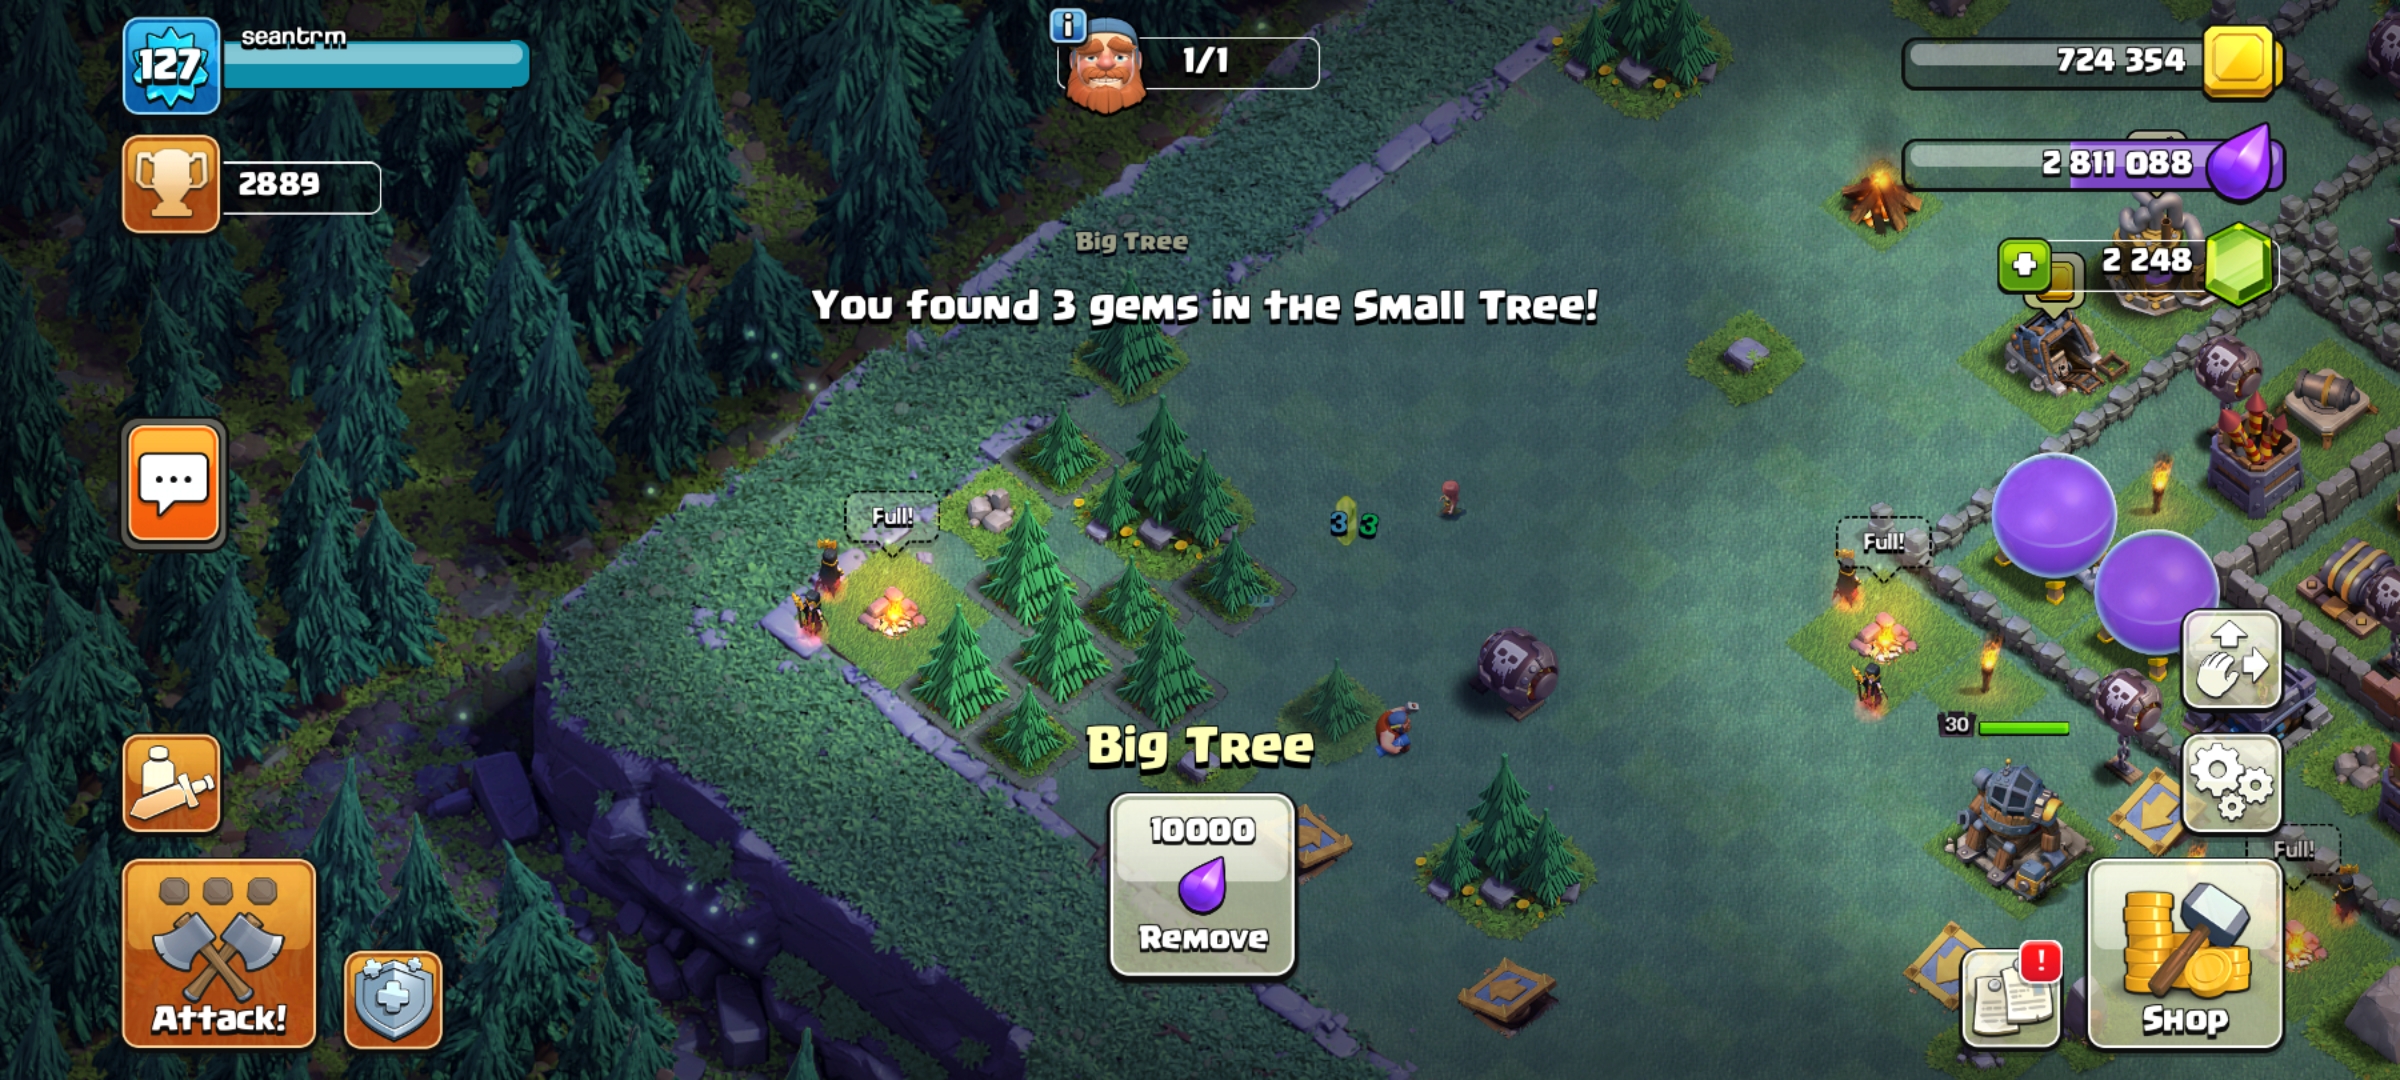 127
seantrm
1/1
724 354
2889
2 811 088
2 248
Big Tree
You found 3 gems in the Small Tree!
Full!
3 3
Full!
30
Big Tree
10000
Remove
Full!
Attack!
!
Shop